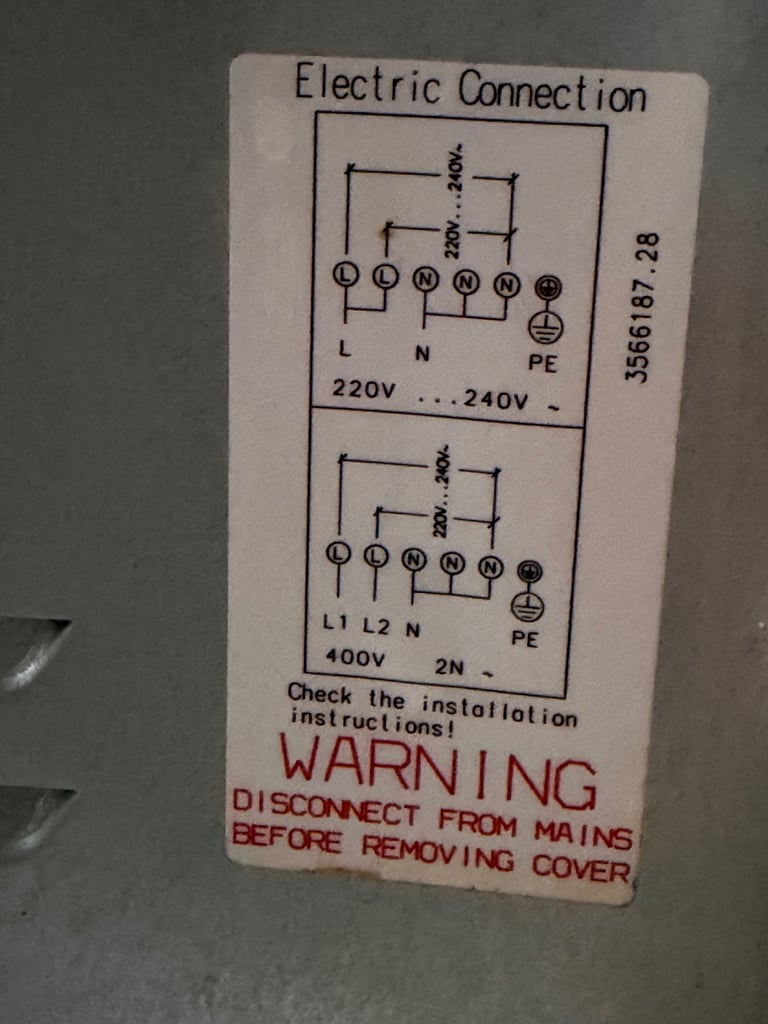 Electric Connection
220V...240V~
220V...240V~
L L N N N
L N PE
220V ...240V ~
3566187.28
220V...240V~
220V...240V~
L L N N N
L1 L2 N PE
400V 2N ~
Check the installation
instructions!
WARNING
DISCONNECT FROM MAINS
BEFORE REMOVING COVER